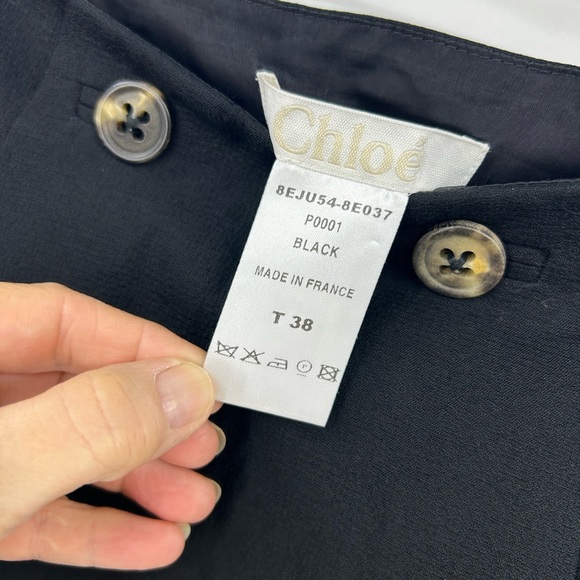 Chloé
8EJU54-8E037
P0001
BLACK
MADE IN FRANCE
T 38